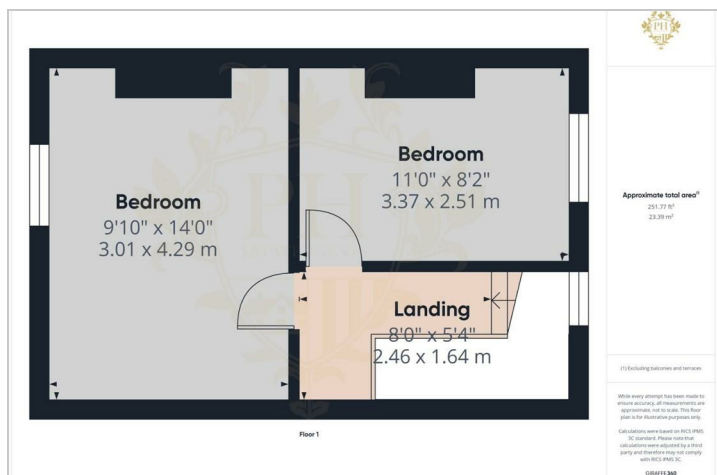 Bedroom
9'10" x 14'0"
3.01 x 4.29 m
Bedroom
11'0" x 8'2"
3.37 x 2.51 m
Landing
8'0" x 5'4"
2.46 x 1.64 m
Floor 1
PH
Approximate total area(1)
251.77 ft²
23.39 m²
(1) Excluding balconies and terraces
While every attempt has been made to
ensure accuracy, all measurements are
approximate, not to scale. This floor
plan is for illustrative purposes only.
Calculations were based on RICS IPMS
3C standard. Please note that
calculations were adjusted by a third
party and therefore may not comply
with RICS IPMS 3C.
GIRAFFE360
PH